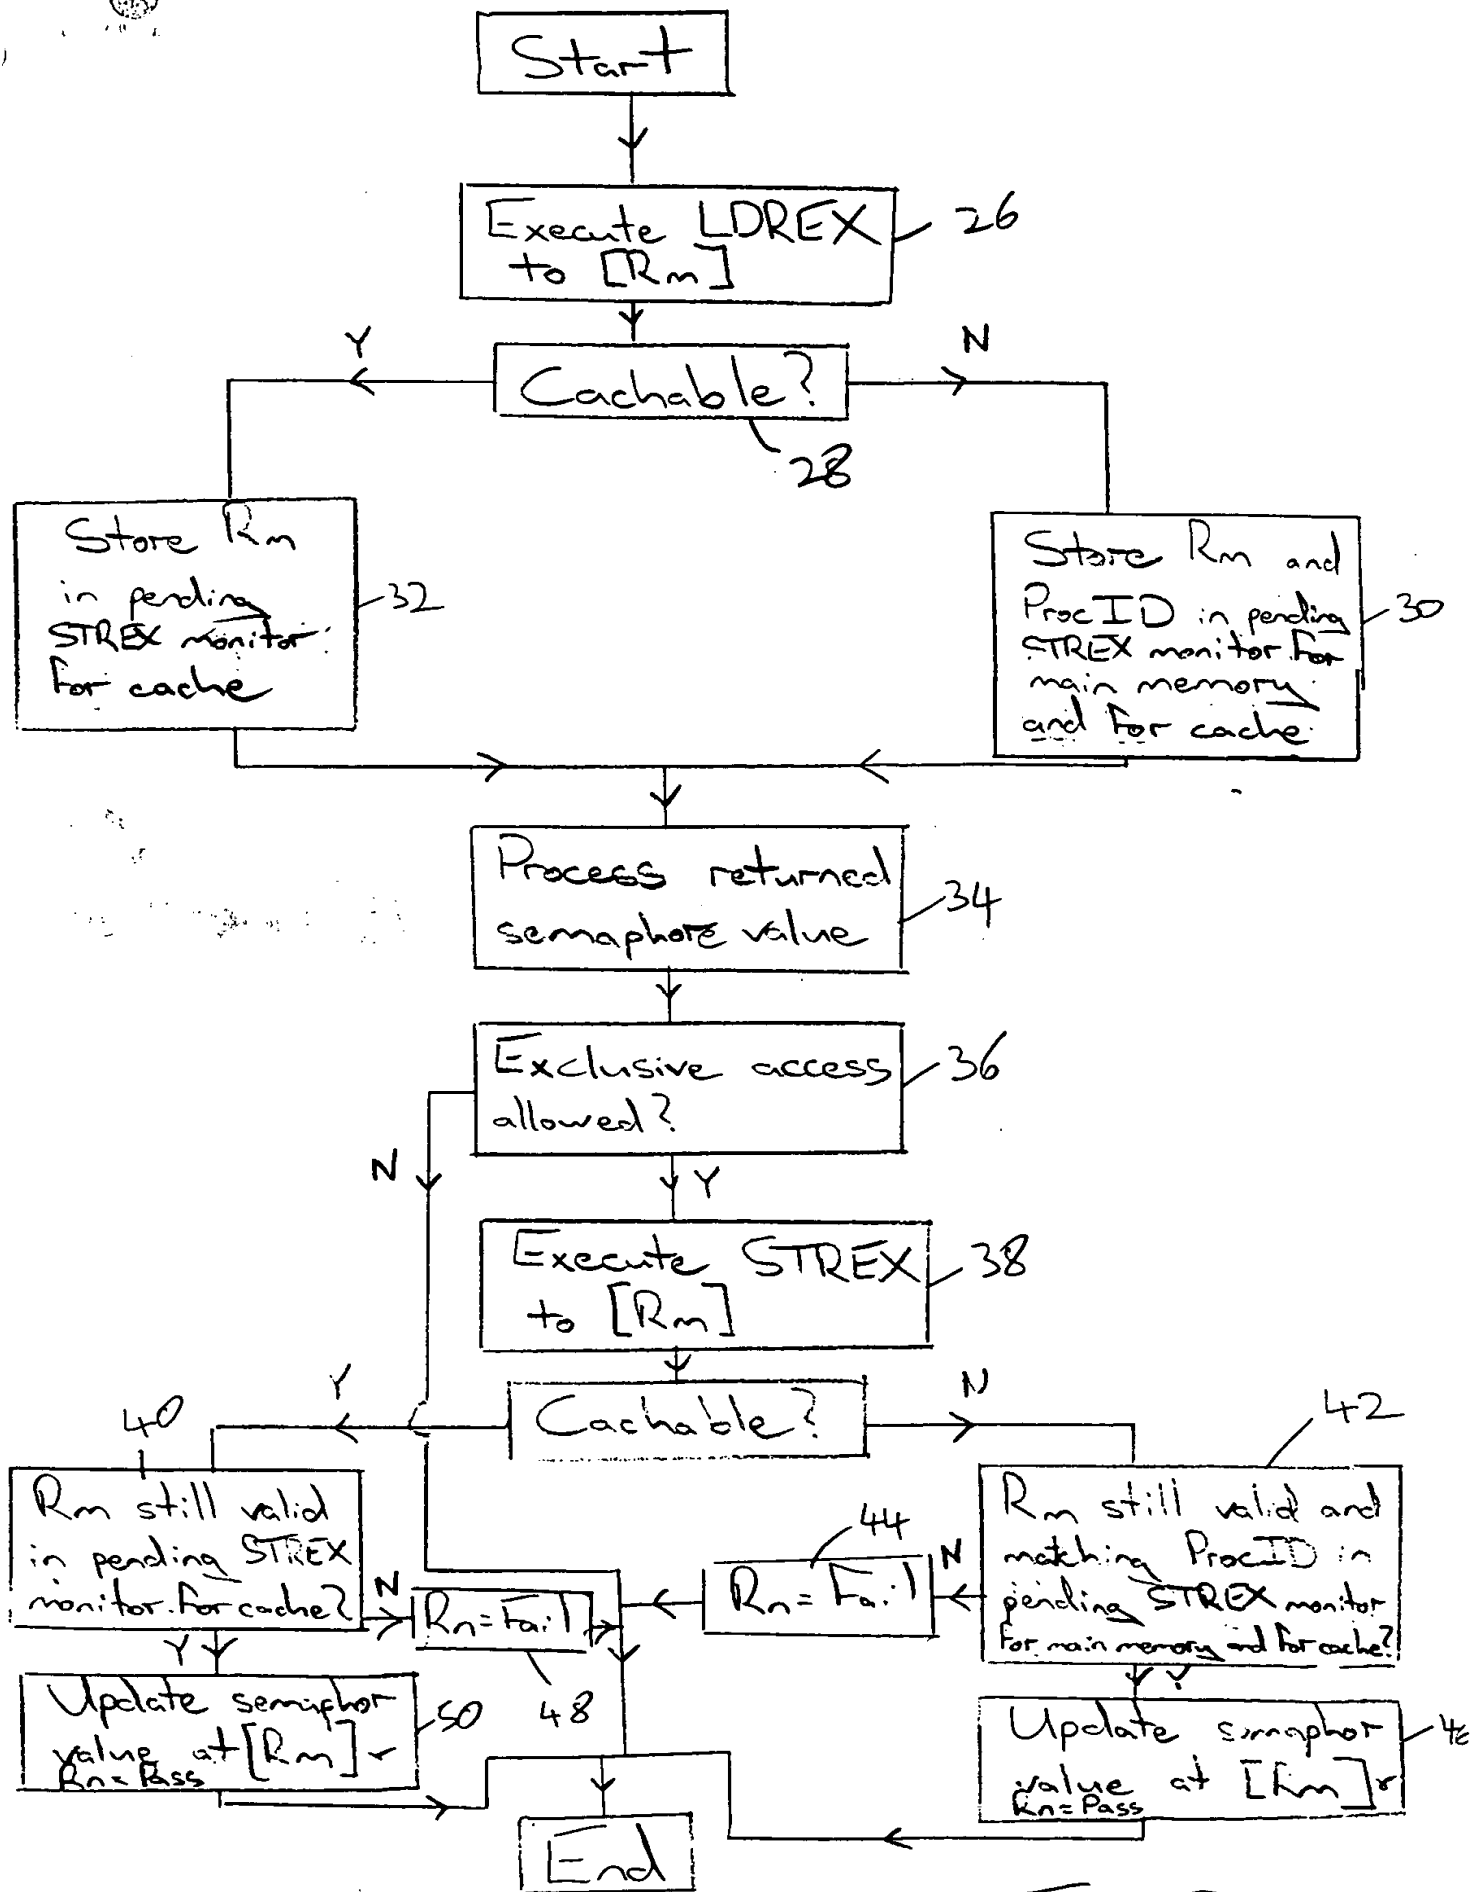 Start
Execute LDREX
to [Rm]
26
Y
N
Cachable?
28
Store Rm
in pending
STREX monitor
for cache
32
Store Rm and
ProcID in pending
STREX monitor for
main memory
and for cache
30
Process returned
semaphore value
34
Exclusive access
allowed?
36
N
Y
Execute STREX
to [Rm]
38
Y
N
Cachable?
40
Rm still valid
in pending STREX
monitor for cache?
42
Rm still valid and
matching ProcID in
pending STREX monitor
for main memory and for cache?
N
Rn = Fail
48
44
Rn = Fail
N
Y
Update semaphor
value at [Rm]
Rn = Pass
50
Y
Update semaphor
value at [Rm]
Rn = Pass
End